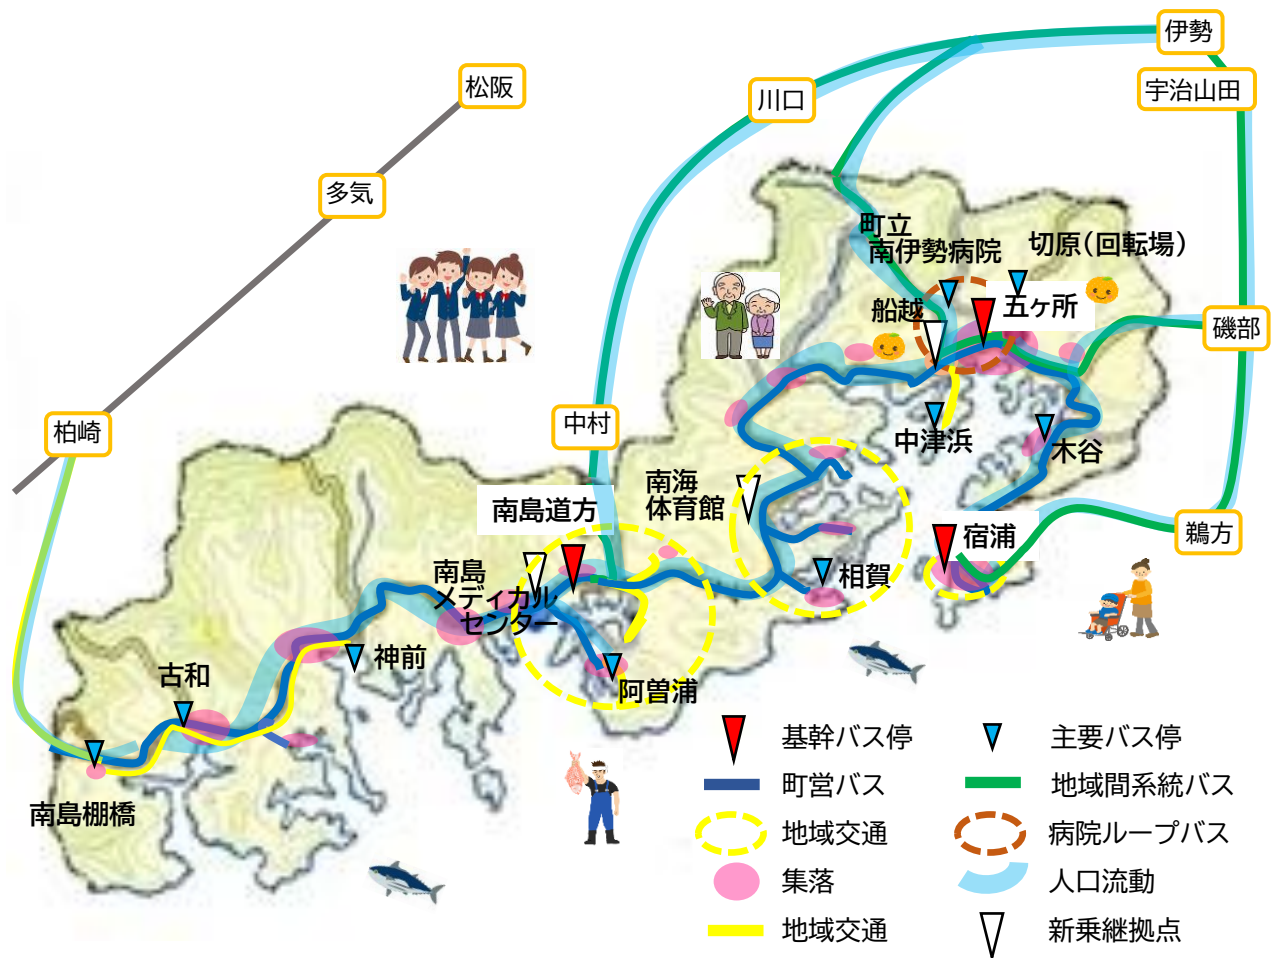 伊勢
松阪
宇治山田
川口
多気
町立
南伊勢病院
切原（回転場）
船越
五ヶ所
磯部
柏崎
中村
中津浜
木谷
南海
体育館
南島道方
宿浦
鵜方
南島
メディカル
センター
相賀
神前
古和
阿曽浦
南島棚橋
基幹バス停
主要バス停
町営バス
地域間系統バス
地域交通
病院ループバス
集落
人口流動
地域交通
新乗継拠点